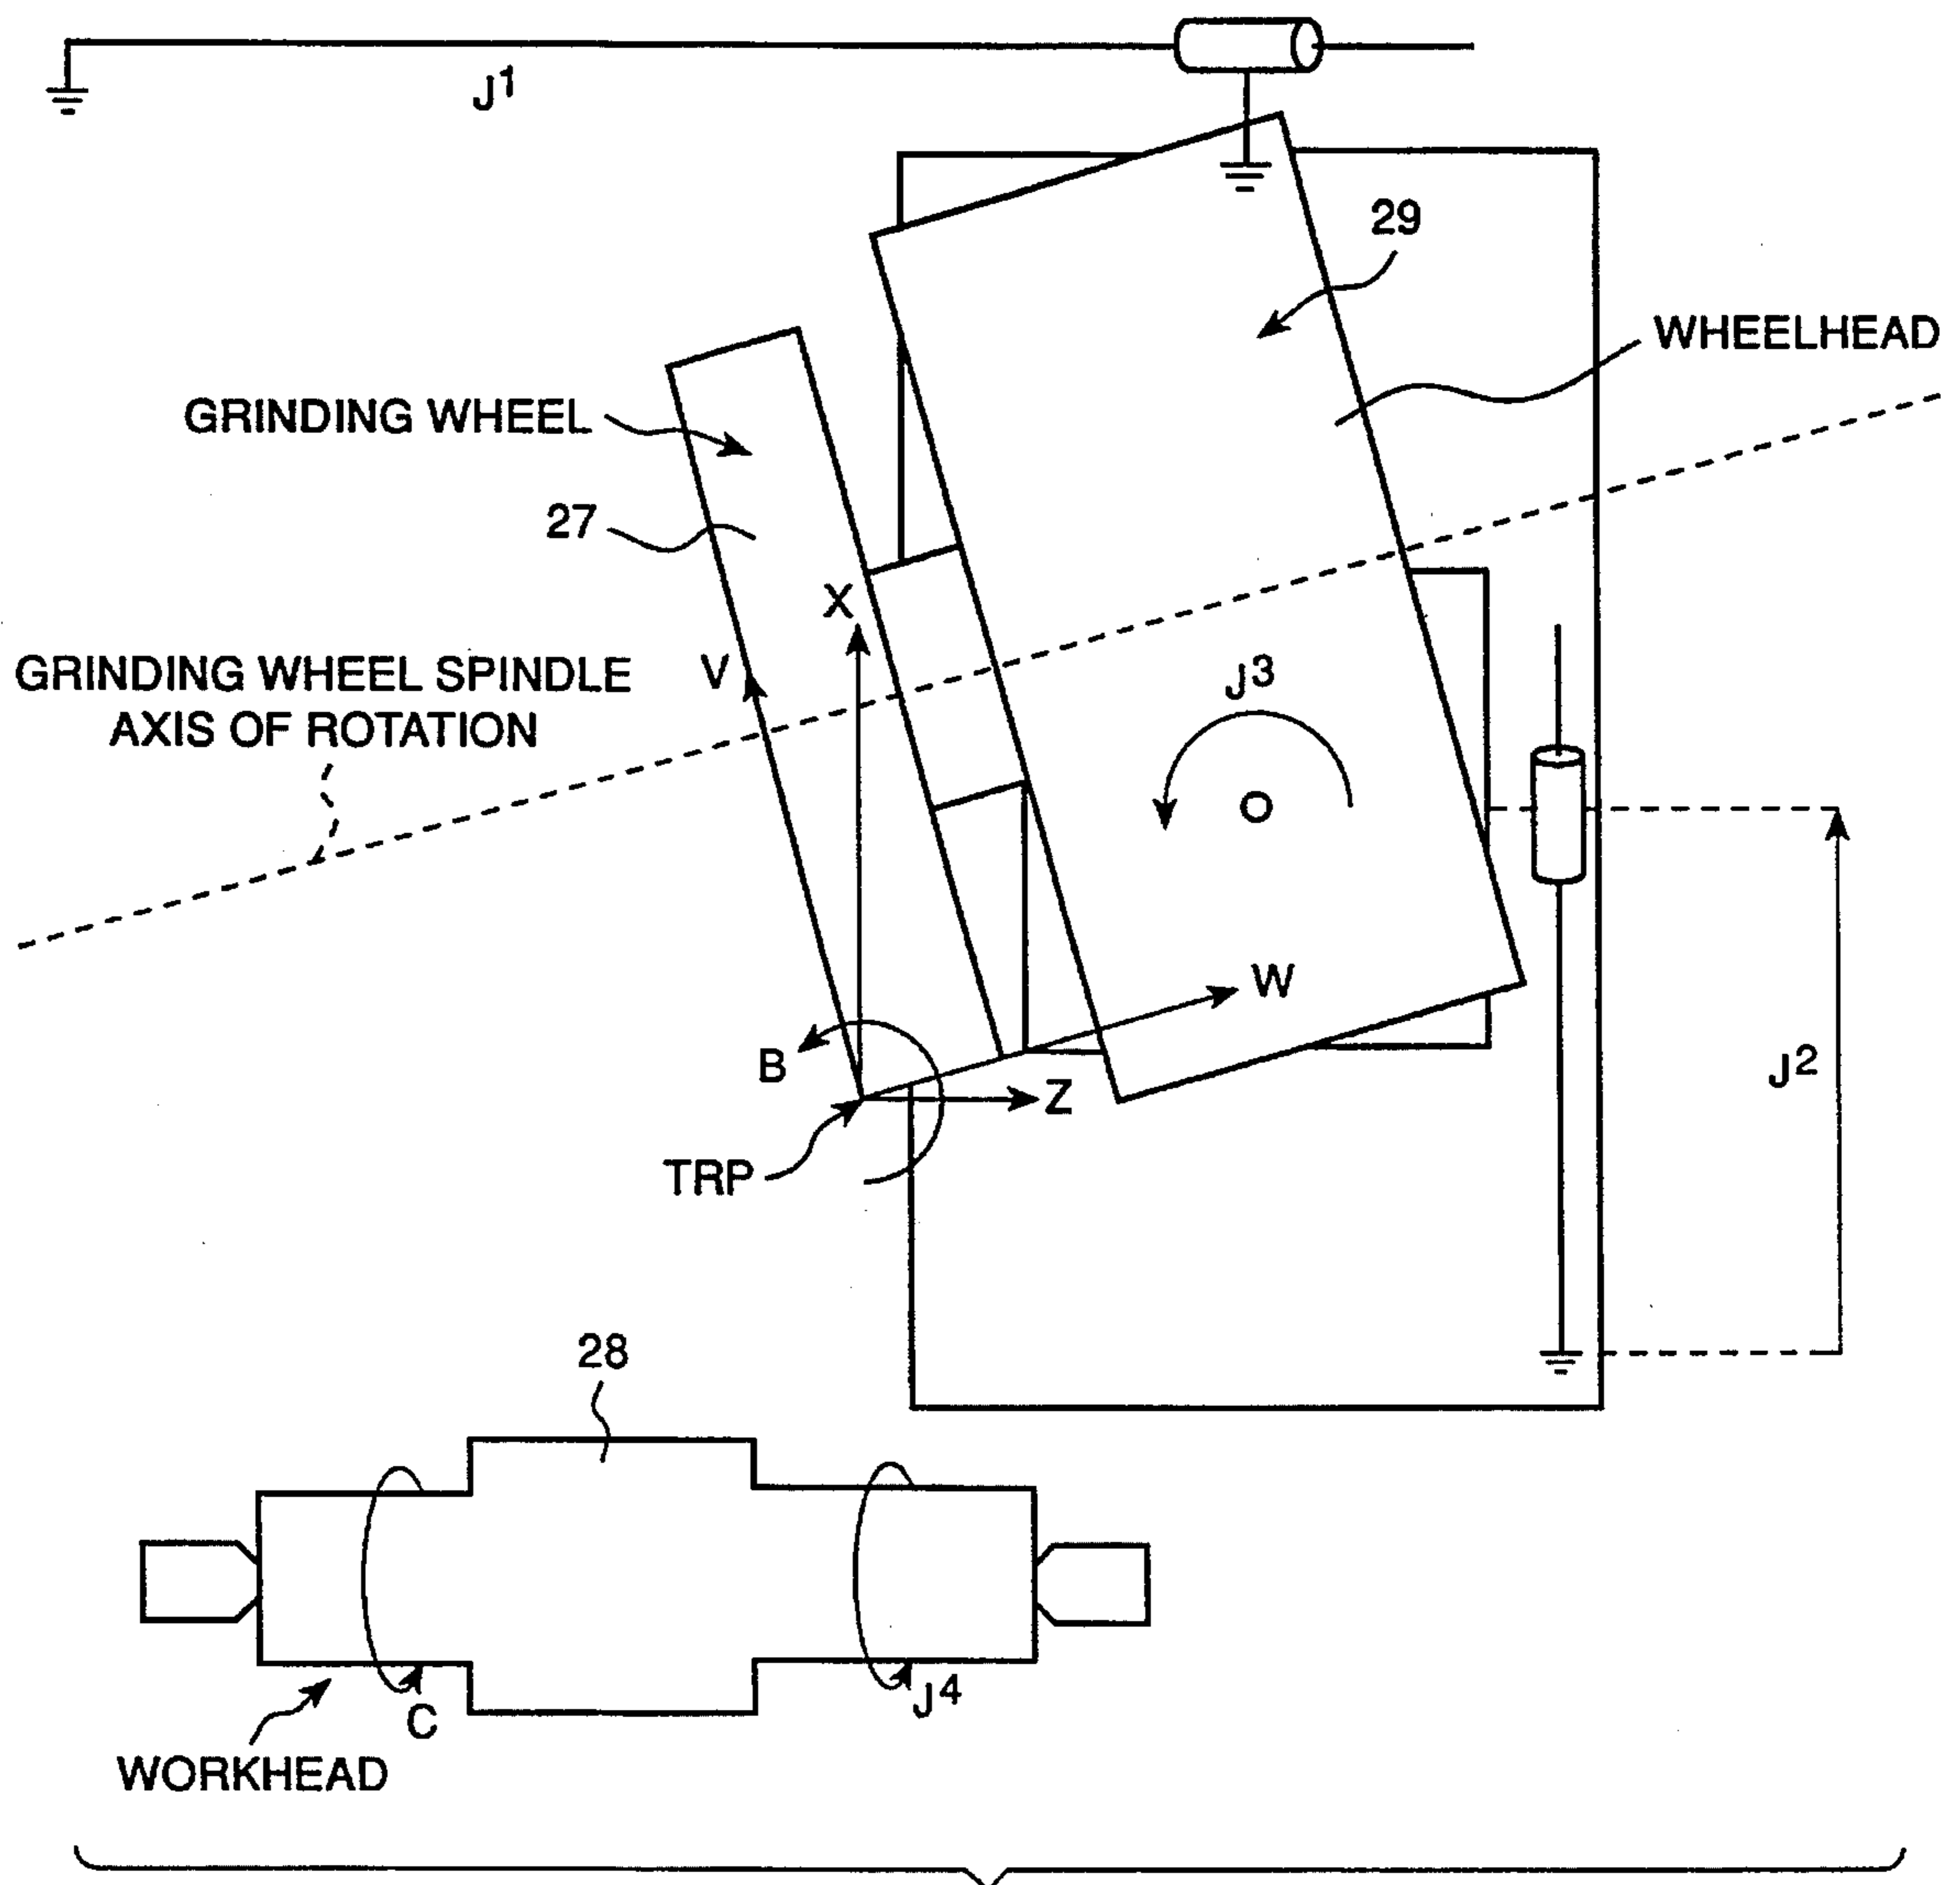 J1
29
WHEELHEAD
GRINDING WHEEL
27
X
V
J3
GRINDING WHEEL SPINDLE
AXIS OF ROTATION
O
W
B
Z
J2
TRP
28
C
J4
WORKHEAD